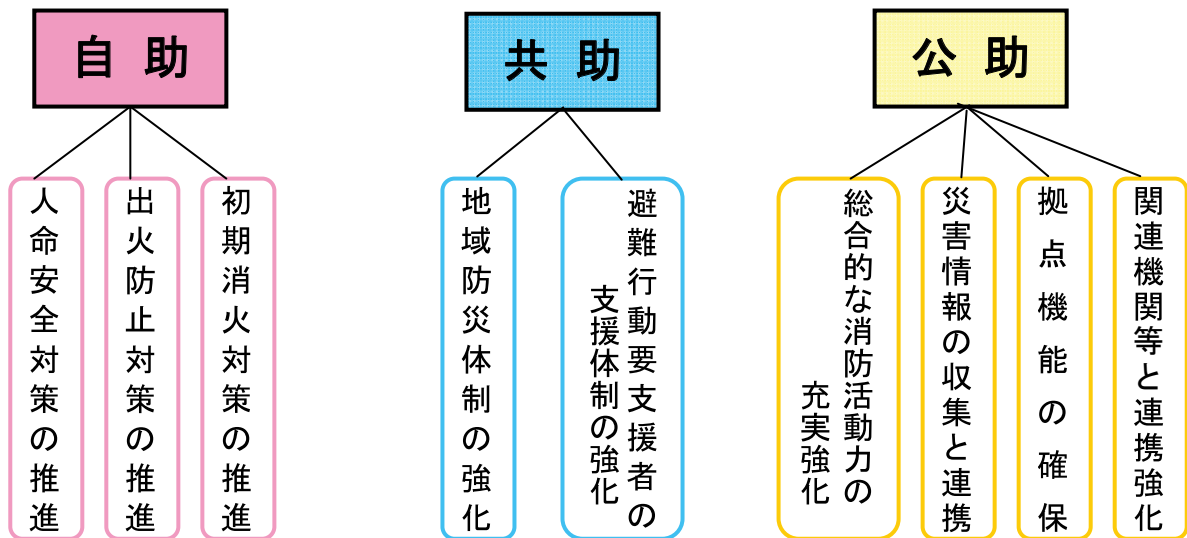 自助
人命安全対策の推進
出火防止対策の推進
初期消火対策の推進
共助
地域防災体制の強化
避難行動要支援者の
支援体制の強化
公助
総合的な消防活動力の
充実強化
災害情報の収集と連携
拠点機能の確保
関連機関等と連携強化